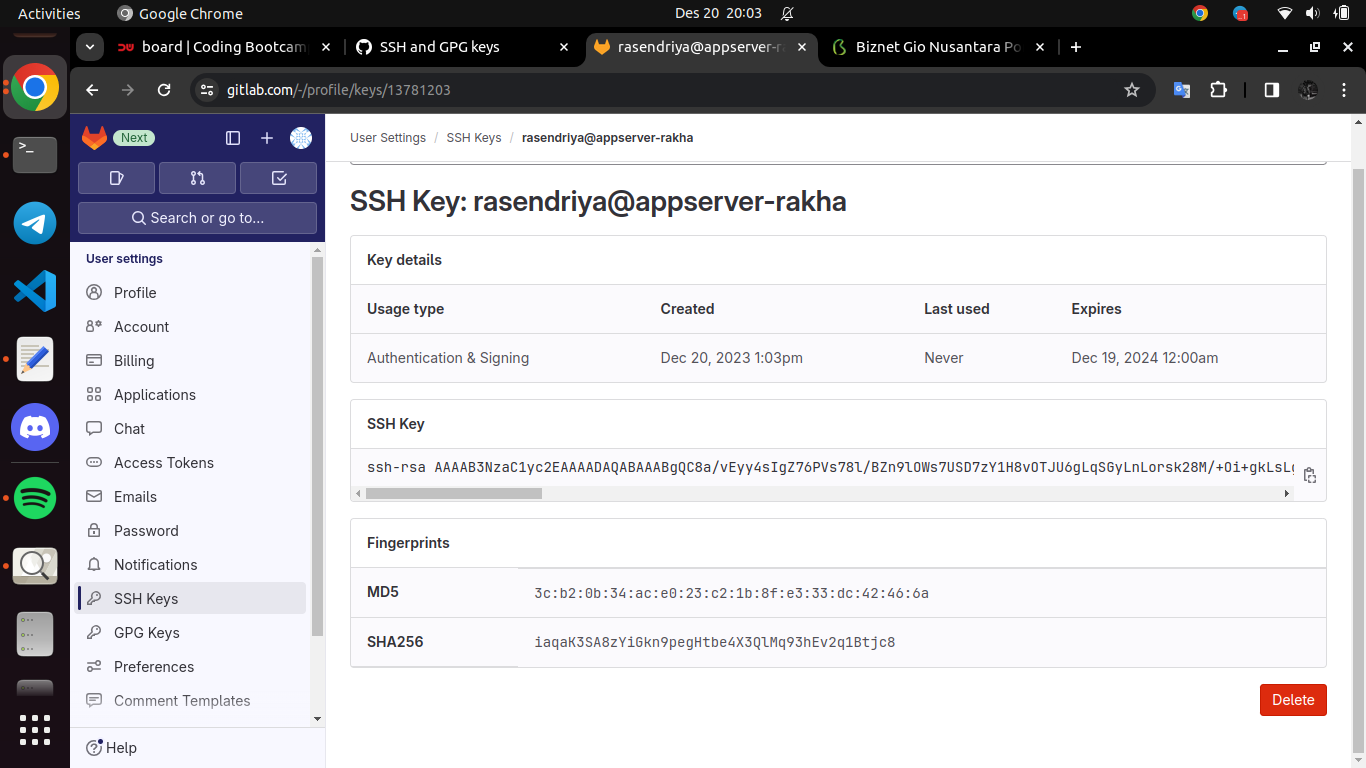 Activities Google Chrome Des 20 20:03
board | Coding Bootcam SSH and GPG keys rasendriya@appserver-r Biznet Gio Nusantara Po
gitlab.com/-/profile/keys/13781203
Next
Search or go to...
User settings
Profile
Account
Billing
Applications
Chat
Access Tokens
Emails
Password
Notifications
SSH Keys
GPG Keys
Preferences
Comment Templates
Help
User Settings / SSH Keys / rasendriya@appserver-rakha
SSH Key: rasendriya@appserver-rakha
Key details
Usage type Created Last used Expires
Authentication & Signing Dec 20, 2023 1:03pm Never Dec 19, 2024 12:00am
SSH Key
ssh-rsa AAAAB3NzaC1yc2EAAAADAQABAAABgQC8a/vEyy4sIgZ76PVs78l/BZn9lOWs7USD7zY1H8vOTJU6gLqSGyLnLorsk28M/+Oi+gkLsLg
Fingerprints
MD5 3c:b2:0b:34:ac:e0:23:c2:1b:8f:e3:33:dc:42:46:6a
SHA256 iaqaK3SA8zYiGkn9pegHtbe4X3QlMq93hEv2q1Btjc8
Delete